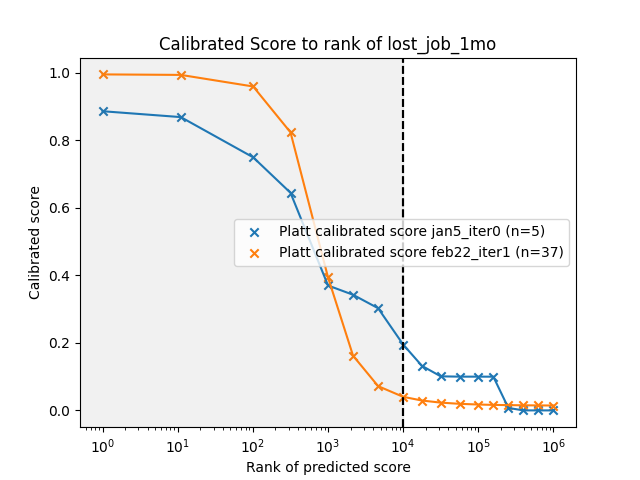 Calibrated Score to rank of lost_job_1mo
Calibrated score
1.0
0.8
0.6
0.4
0.2
0.0
Platt calibrated score jan5_iter0 (n=5)
Platt calibrated score feb22_iter1 (n=37)
10⁰ 10¹ 10² 10³ 10⁴ 10⁵ 10⁶
Rank of predicted score